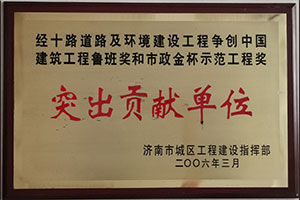 经十路道路及环境建设工程争创中国
建筑工程鲁班奖和市政金杯示范工程奖
突出贡献单位
济南市城区工程建设指挥部
二〇〇六年三月